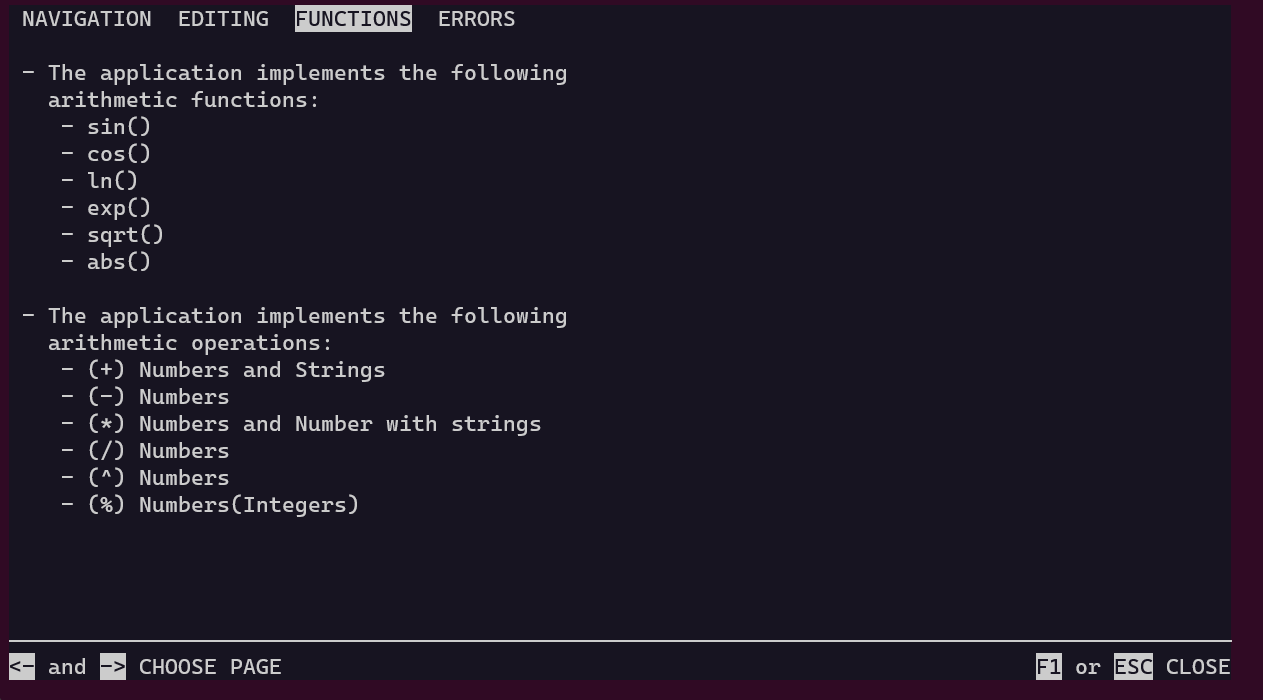 NAVIGATION EDITING FUNCTIONS ERRORS
- The application implements the following
arithmetic functions:
- sin()
- cos()
- ln()
- exp()
- sqrt()
- abs()
- The application implements the following
arithmetic operations:
- (+) Numbers and Strings
- (-) Numbers
- (*) Numbers and Number with strings
- (/) Numbers
- (^) Numbers
- (%) Numbers(Integers)
<- and -> CHOOSE PAGE F1 or ESC CLOSE